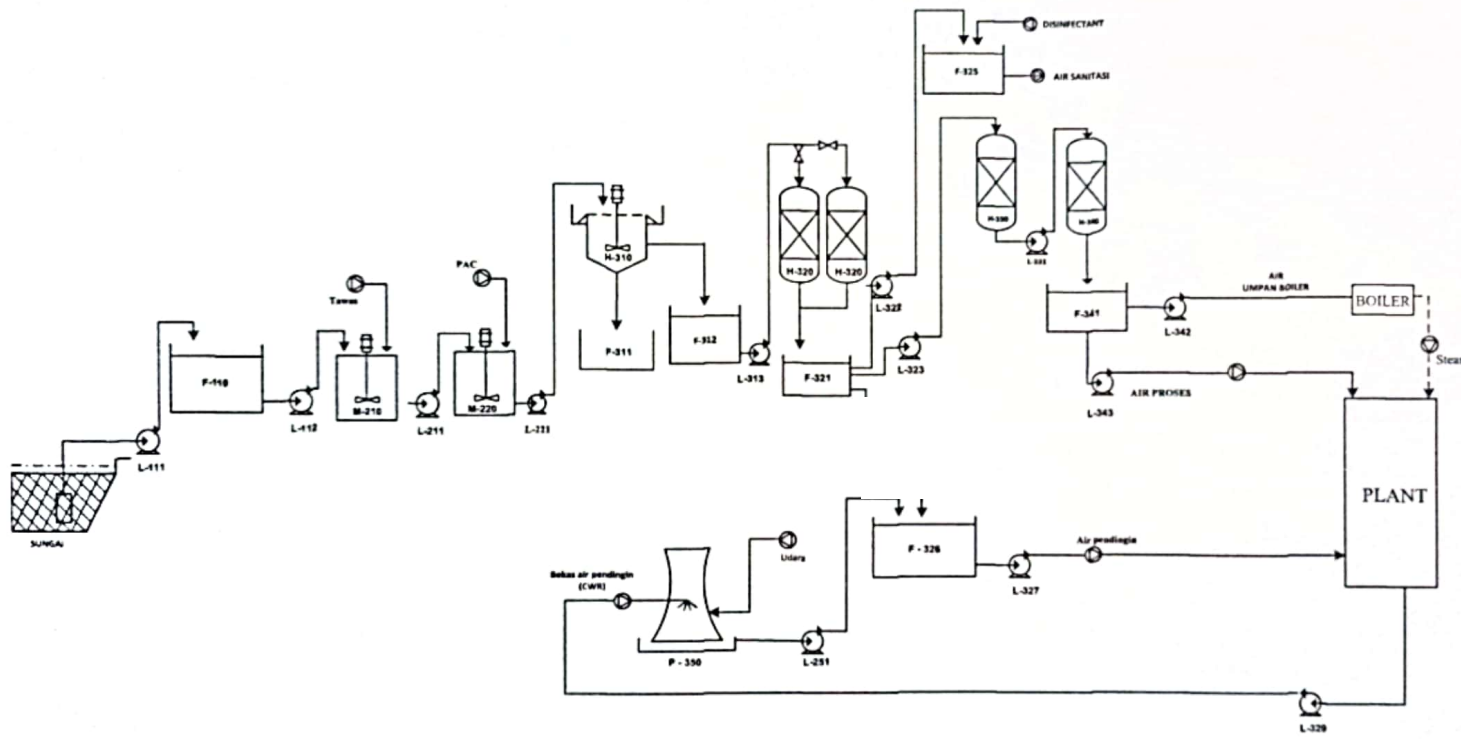 DISINFECTANT
F-325
AIR SANITASI
PAC
Tawas
H-310
H-320
H-320
L-322
L-323
F-341
L-342
AIR
UMPAN BOILER
BOILER
Steam
L-343
AIR PROSES
F-110
L-112
M-210
L-211
M-220
L-221
F-311
F-312
L-313
F-321
L-111
SUNGAI
PLANT
Bekas air pendingin
(CWR)
Udara
P - 350
L-251
F - 326
L-327
Air pendingin
L-329